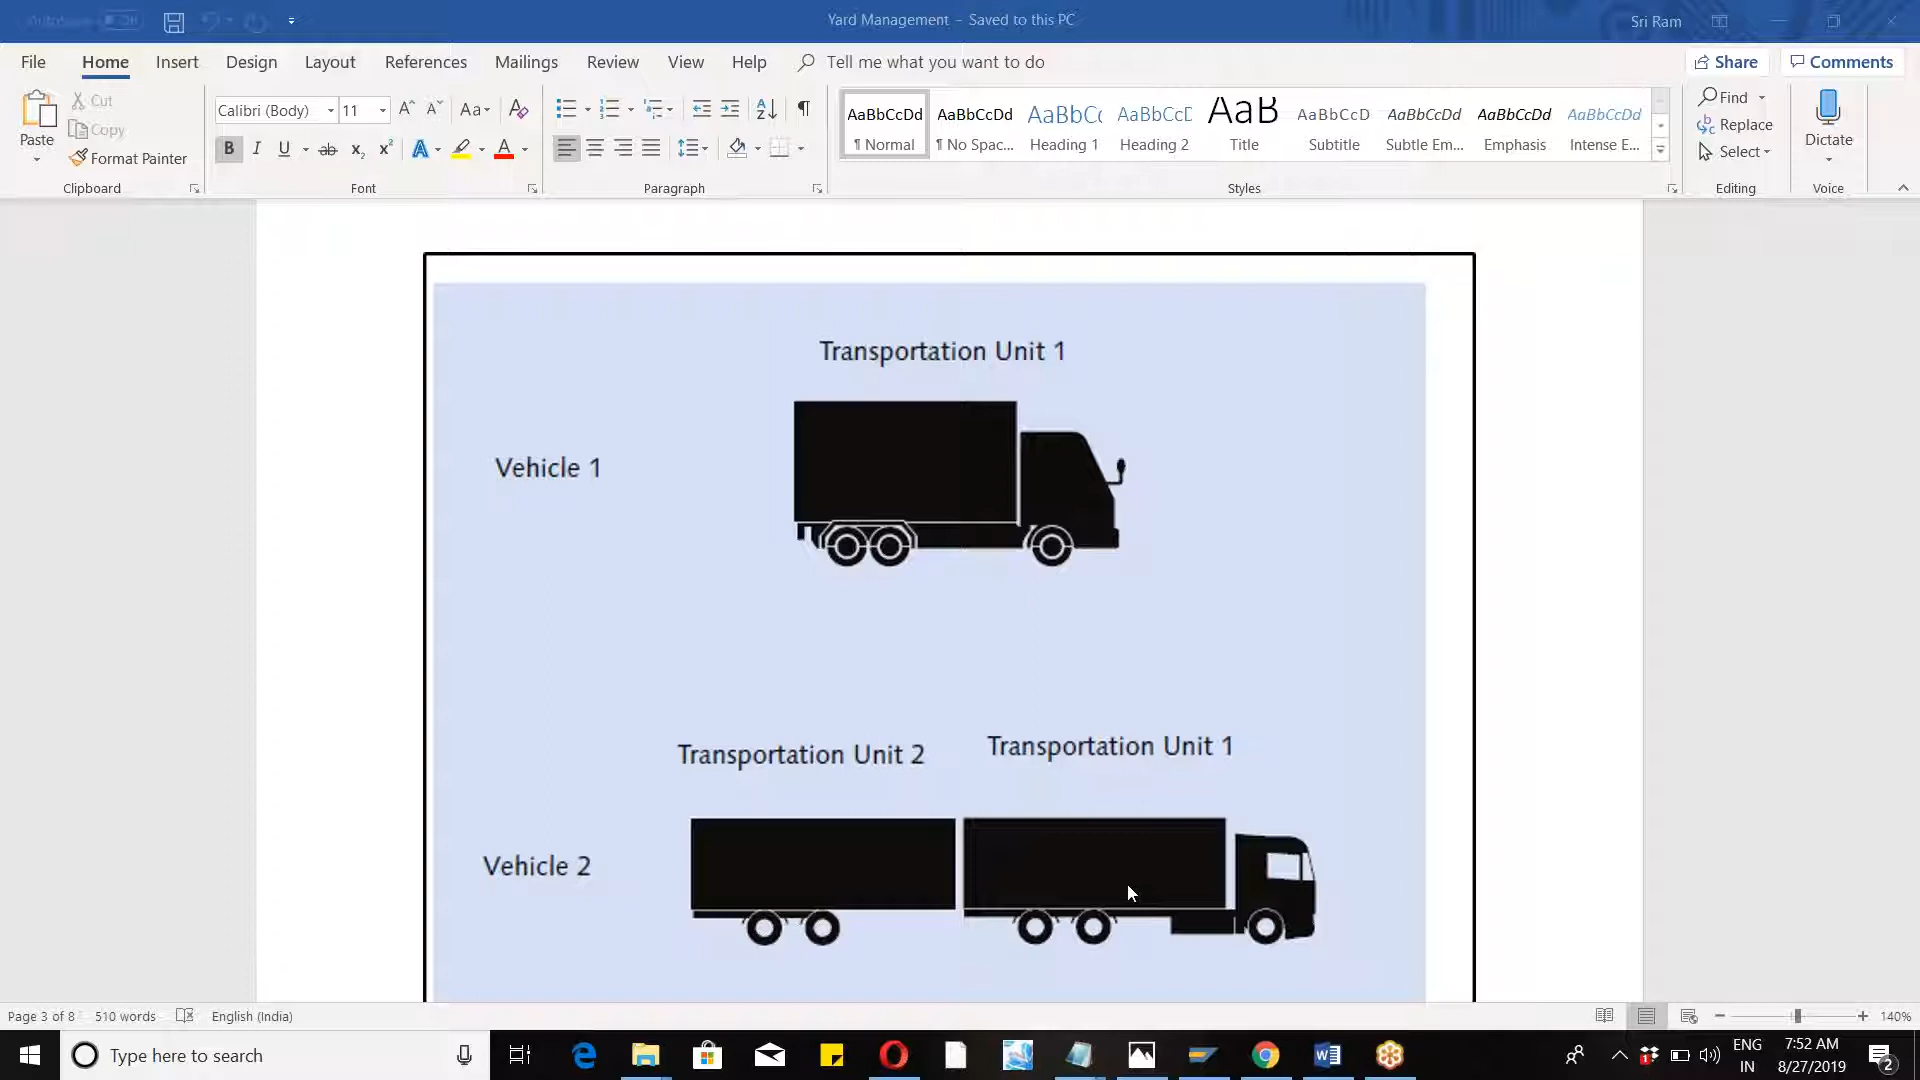 Yard Management - Saved to this PC
Sri Ram
File Home Insert Design Layout References Mailings Review View Help Tell me what you want to do
Share Comments
Paste
Cut
Copy
Format Painter
Clipboard
Calibri (Body) 11
Font
Paragraph
AaBbCcDd AaBbCcDd AaBbCc AaBbCcD AaB AaBbCcD AaBbCcDd AaBbCcDd AaBbCcDd
¶ Normal ¶ No Spac... Heading 1 Heading 2 Title Subtitle Subtle Em... Emphasis Intense E...
Styles
Find
Replace
Select
Editing
Dictate
Voice
Transportation Unit 1
Vehicle 1
Transportation Unit 2 Transportation Unit 1
Vehicle 2
Page 3 of 8 510 words English (India) 140%
Type here to search
ENG
IN
7:52 AM
8/27/2019
2